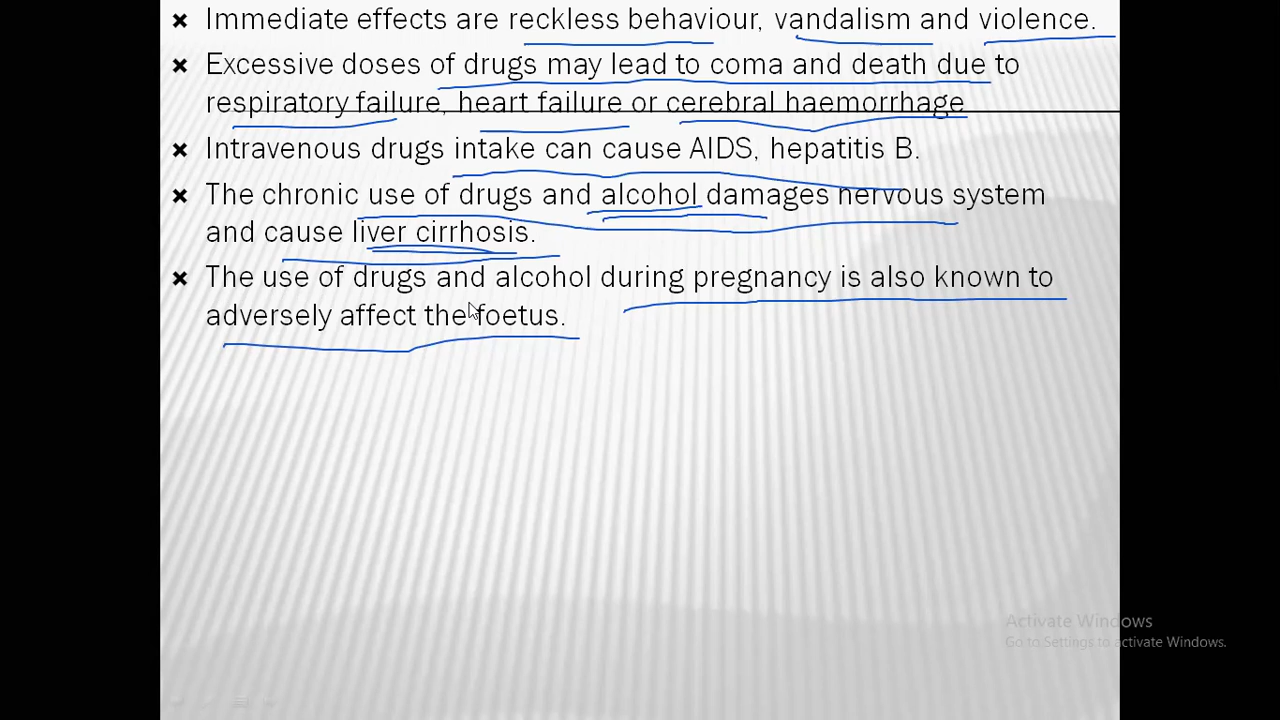 × Immediate effects are reckless behaviour, vandalism and violence.
× Excessive doses of drugs may lead to coma and death due to
respiratory failure, heart failure or cerebral haemorrhage
× Intravenous drugs intake can cause AIDS, hepatitis B.
× The chronic use of drugs and alcohol damages nervous system
and cause liver cirrhosis.
× The use of drugs and alcohol during pregnancy is also known to
adversely affect the foetus.
Activate Windows
Go to Settings to activate Windows.